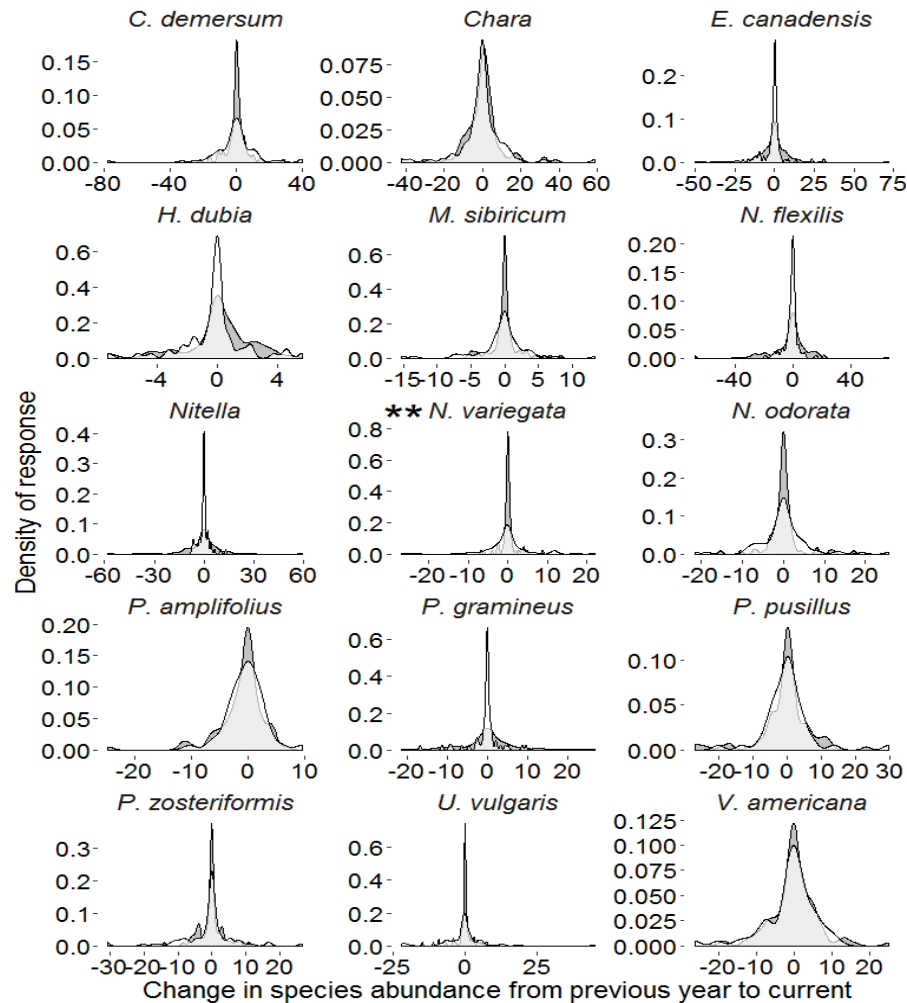 C. demersum Chara E. canadensis
0.15 0.075 0.2
0.10 0.050 0.1
0.05 0.025
0.00 0.000 0.0
-80 -40 0 40 -40 -20 0 20 40 60 -50 -25 0 25 50 75
H. dubia M. sibiricum N. flexilis
0.6 0.6 0.20
0.4 0.4 0.15
0.2 0.2 0.10
0.0 0.0 0.05
0.00
-4 0 4 -15 -10 -5 0 5 10 -40 0 40
Nitella ** N. variegata N. odorata
0.4 0.8 0.3
0.3 0.6 0.2
0.2 0.4 0.1
0.1 0.2 0.0
0.0 0.0
-60 -30 0 30 60 -20 -10 0 10 20 -20 -10 0 10 20
P. amplifolius P. gramineus P. pusillus
0.20 0.6 0.10
0.15 0.4 0.05
0.10 0.2 0.00
0.05 0.0
0.00
-20 -10 0 10 -20 -10 0 10 20 -20 -10 0 10 20 30
P. zosteriformis U. vulgaris V. americana
0.3 0.6 0.125
0.2 0.4 0.100
0.1 0.2 0.075
0.0 0.0 0.050
0.025
0.000
-30 -20 -10 0 10 20 -25 0 25 -20 -10 0 10 20
Density of response
Change in species abundance from previous year to current